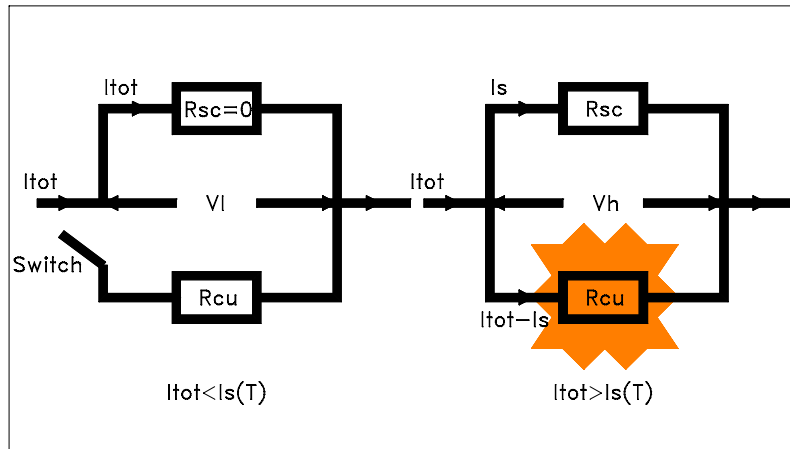 Itot
Rsc=0
Itot
Vl
Switch
Rcu
Itot<Is(T)
Is
Rsc
Itot
Vh
Rcu
Itot-Is
Itot>Is(T)